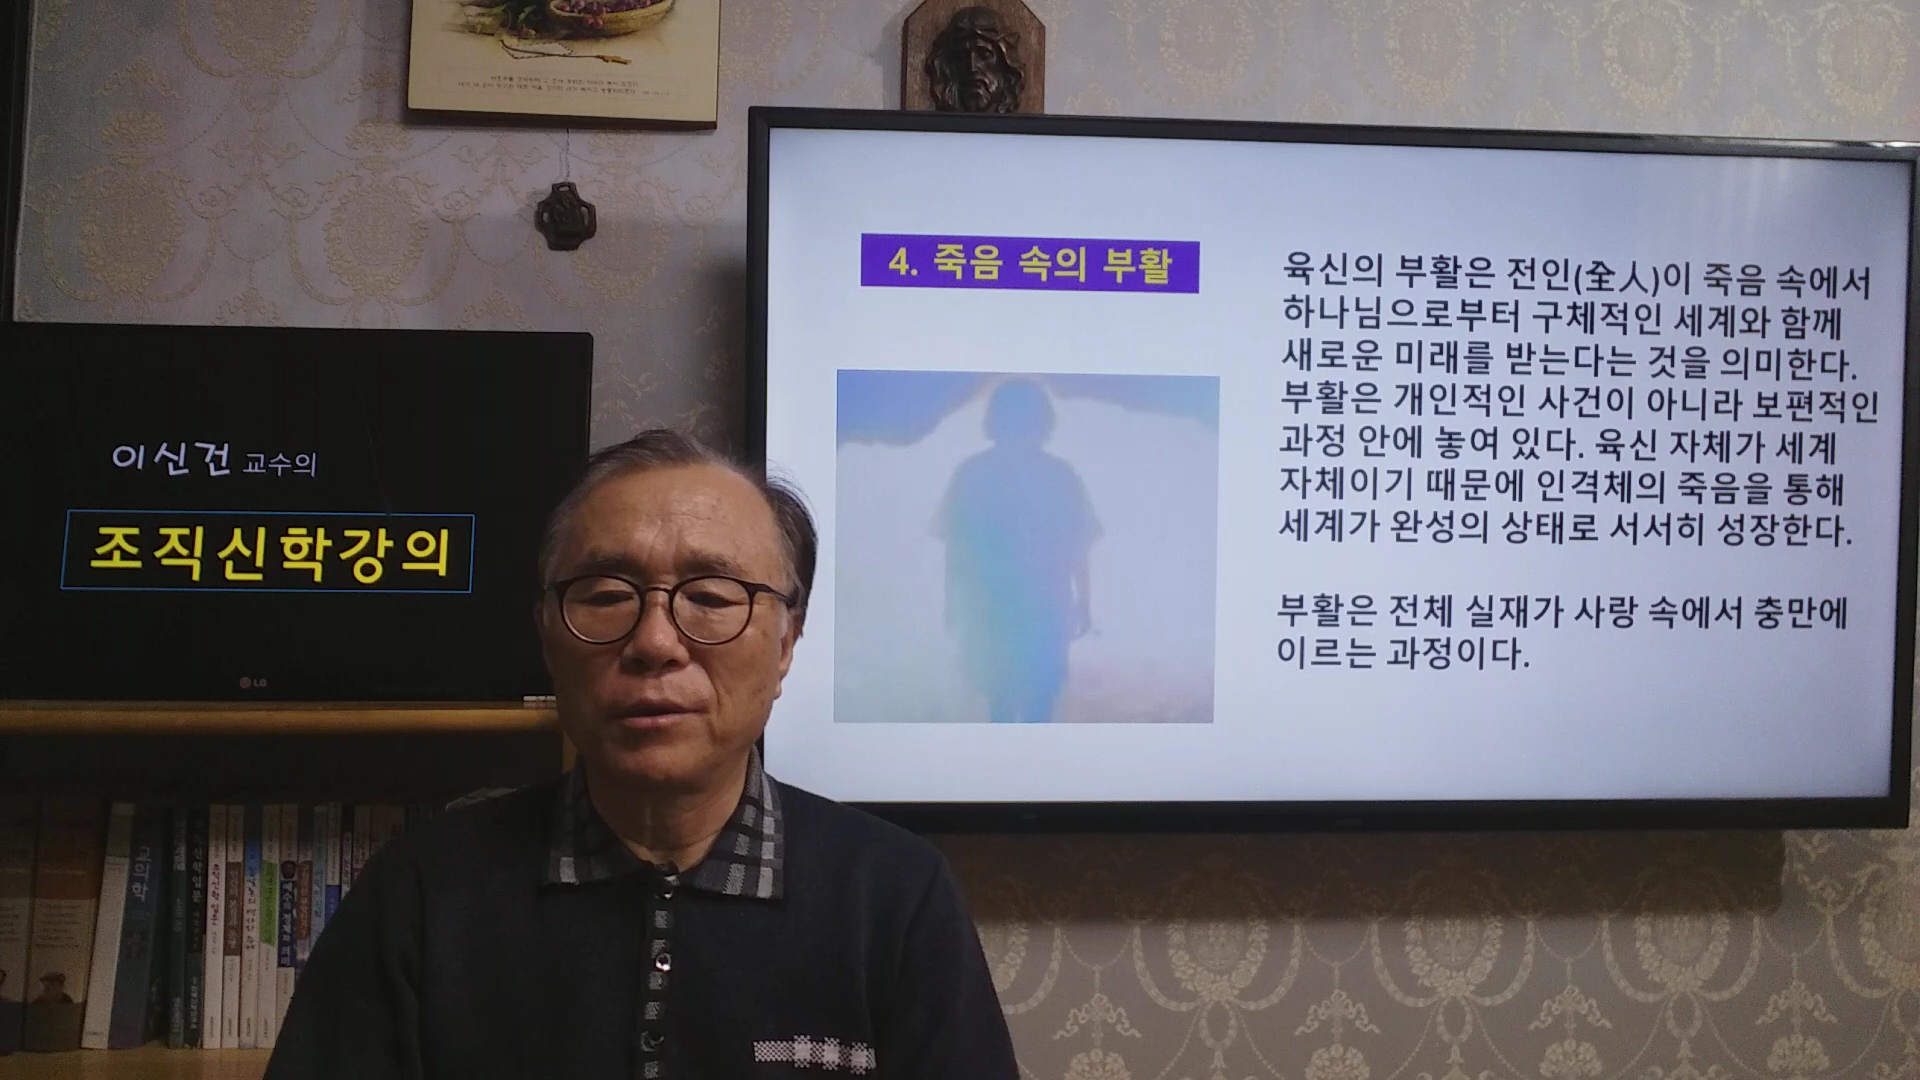 이신건 교수의
조직신학강의
LG
4. 죽음 속의 부활
육신의 부활은 전인(全人)이 죽음 속에서
하나님으로부터 구체적인 세계와 함께
새로운 미래를 받는다는 것을 의미한다.
부활은 개인적인 사건이 아니라 보편적인
과정 안에 놓여 있다. 육신 자체가 세계
자체이기 때문에 인격체의 죽음을 통해
세계가 완성의 상태로 서서히 성장한다.
부활은 전체 실재가 사랑 속에서 충만에
이르는 과정이다.
교의학